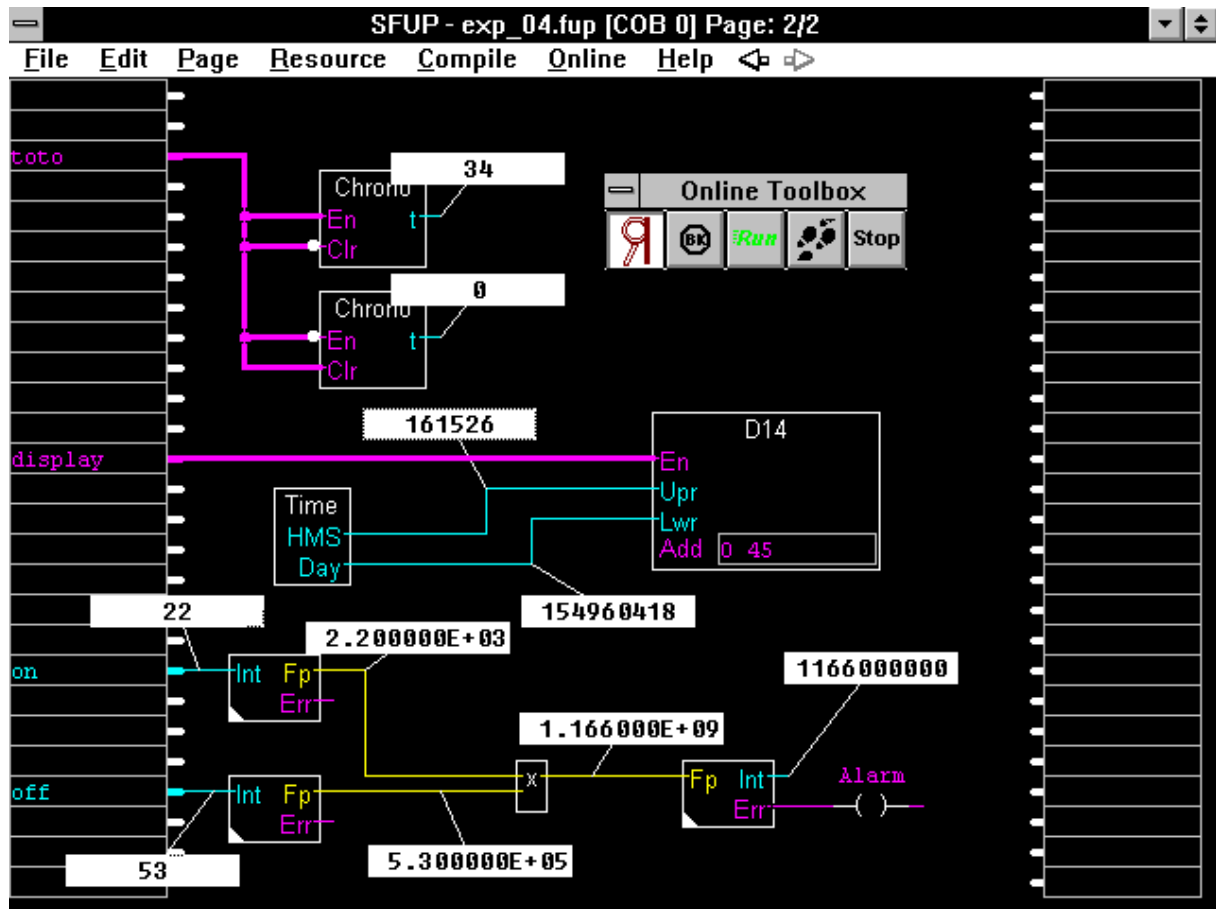 SFUP - exp_04.fup [COB 0] Page: 2/2
File Edit Page Resource Compile Online Help
toto
34
Chrono
En t
Clr
Online Toolbox
BK Run Stop
0
Chrono
En t
Clr
161526
D14
display
En
Upr
Lwr
Add 0 45
Time
HMS
Day
154960418
22
2.200000E+03
on
Int Fp
Err
1166000000
1.166000E+09
off
Int Fp
Err
x
Fp Int
Err
Alarm
( )
53
5.300000E+05